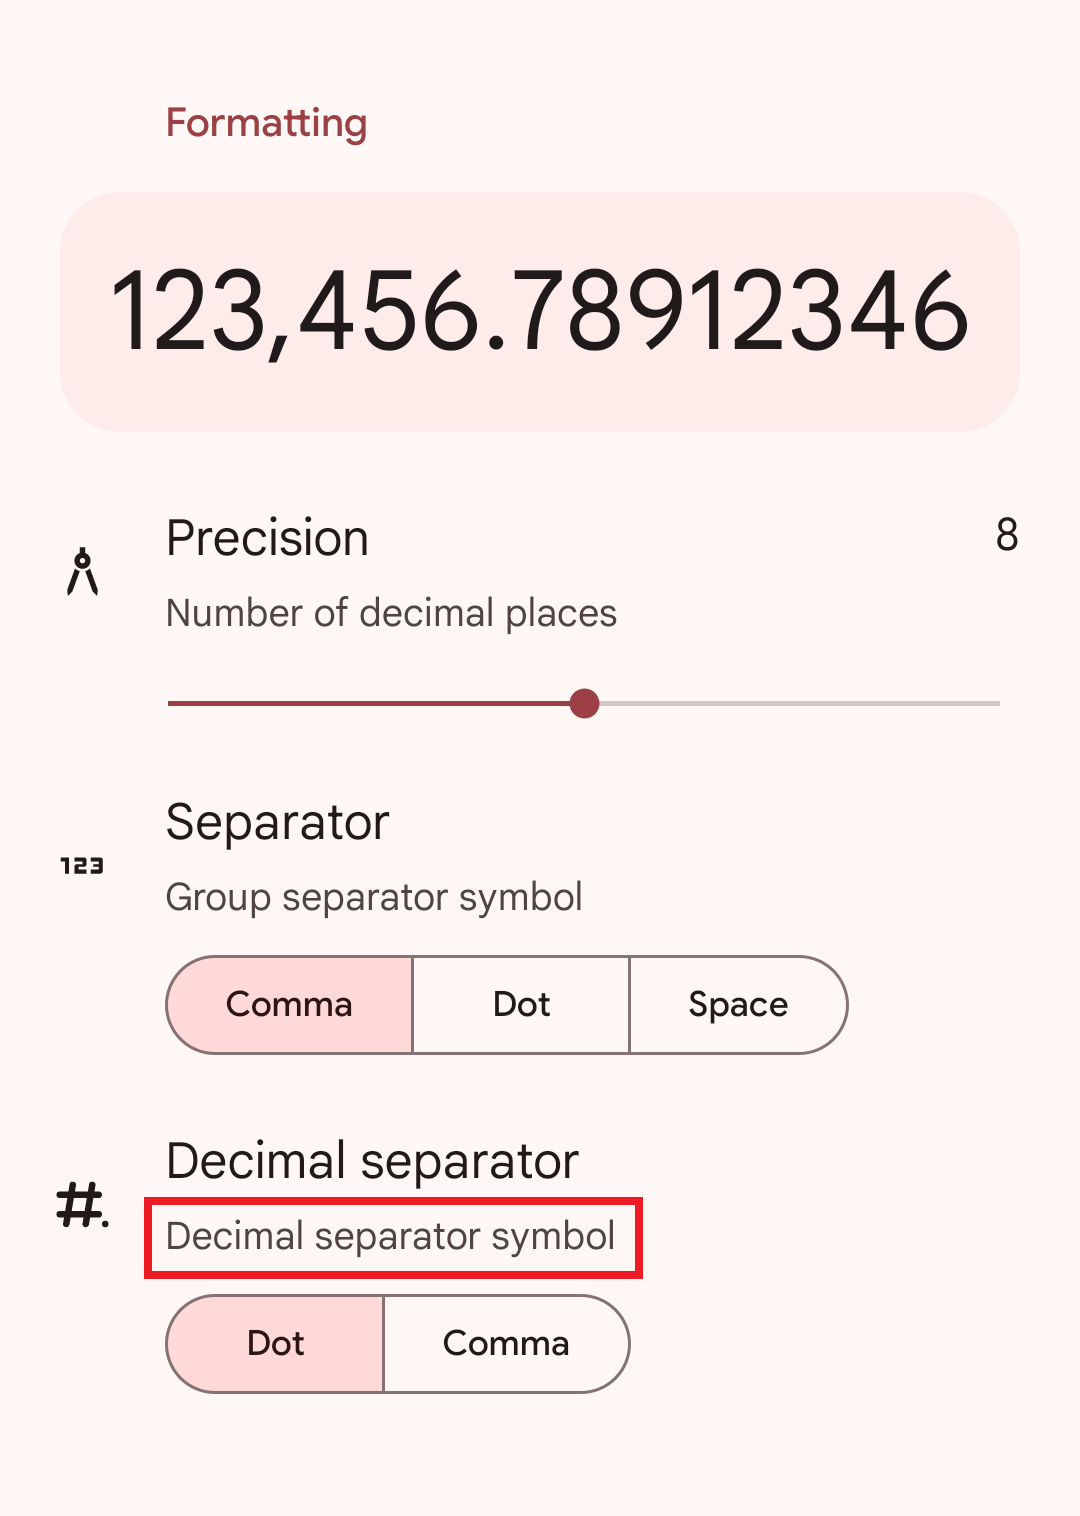 Formatting
123,456.78912346
Precision
8
Number of decimal places
123
Separator
Group separator symbol
Comma
Dot
Space
#.
Decimal separator
Decimal separator symbol
Dot
Comma